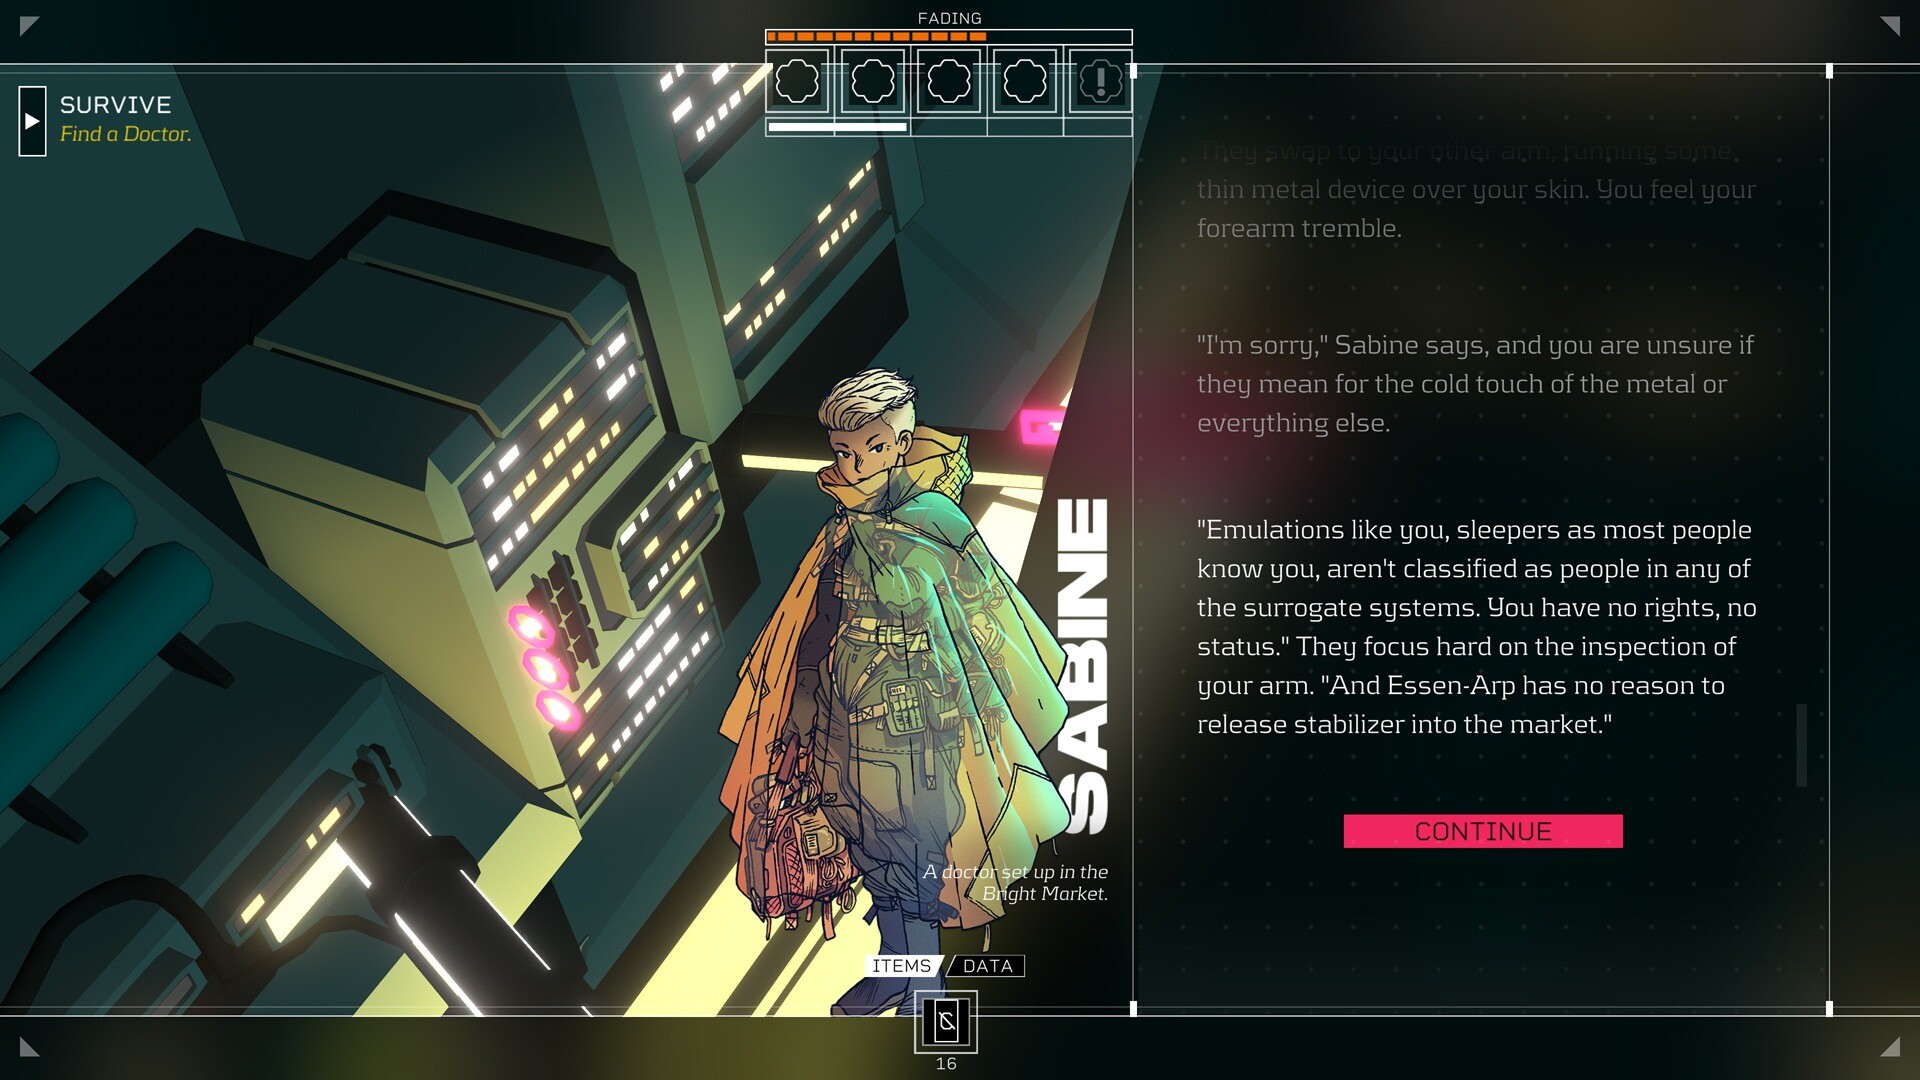 FADING
SURVIVE
Find a Doctor.
They swap to your other arm, running some
thin metal device over your skin. You feel your
forearm tremble.
"I'm sorry," Sabine says, and you are unsure if
they mean for the cold touch of the metal or
everything else.
"Emulations like you, sleepers as most people
know you, aren't classified as people in any of
the surrogate systems. You have no rights, no
status." They focus hard on the inspection of
your arm. "And Essen-Arp has no reason to
release stabilizer into the market."
CONTINUE
SABINE
A doctor set up in the
Bright Market.
ITEMS / DATA
16